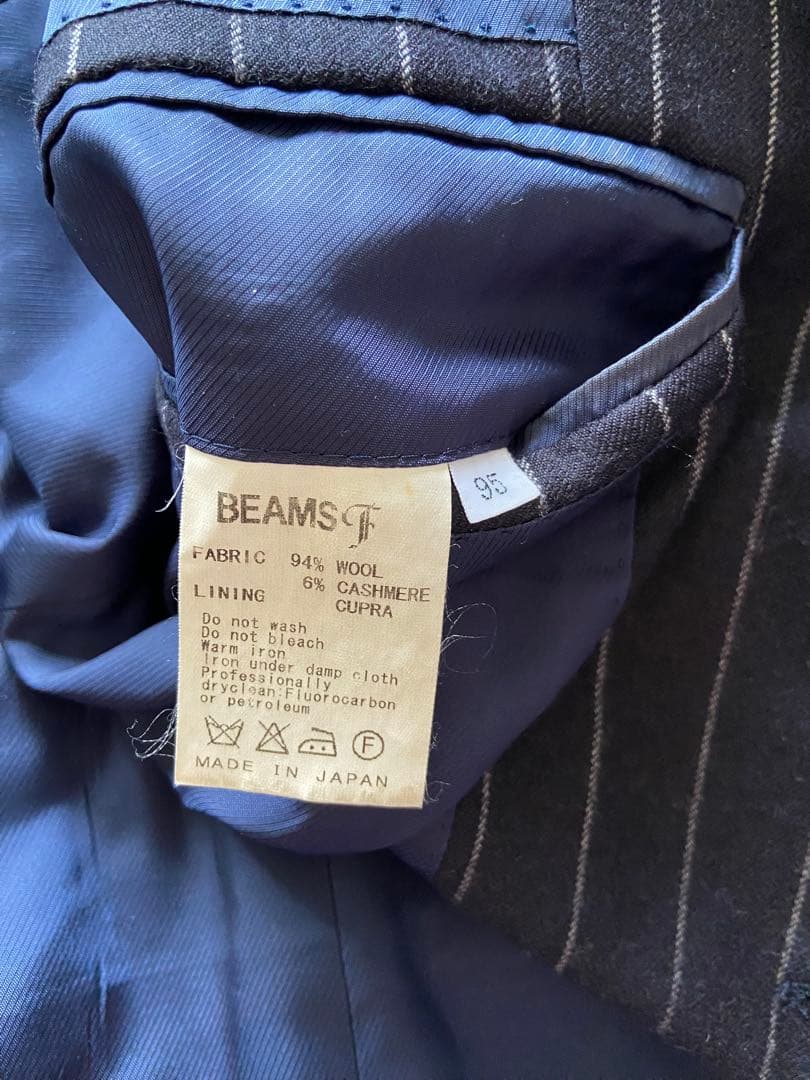 BEAMS F
95
FABRIC 94% WOOL
6% CASHMERE
LINING CUPRA
Do not wash
Do not bleach
Warm iron
Iron under damp cloth
Professionally
dryclean:Fluorocarbon
or petroleum
F
MADE IN JAPAN